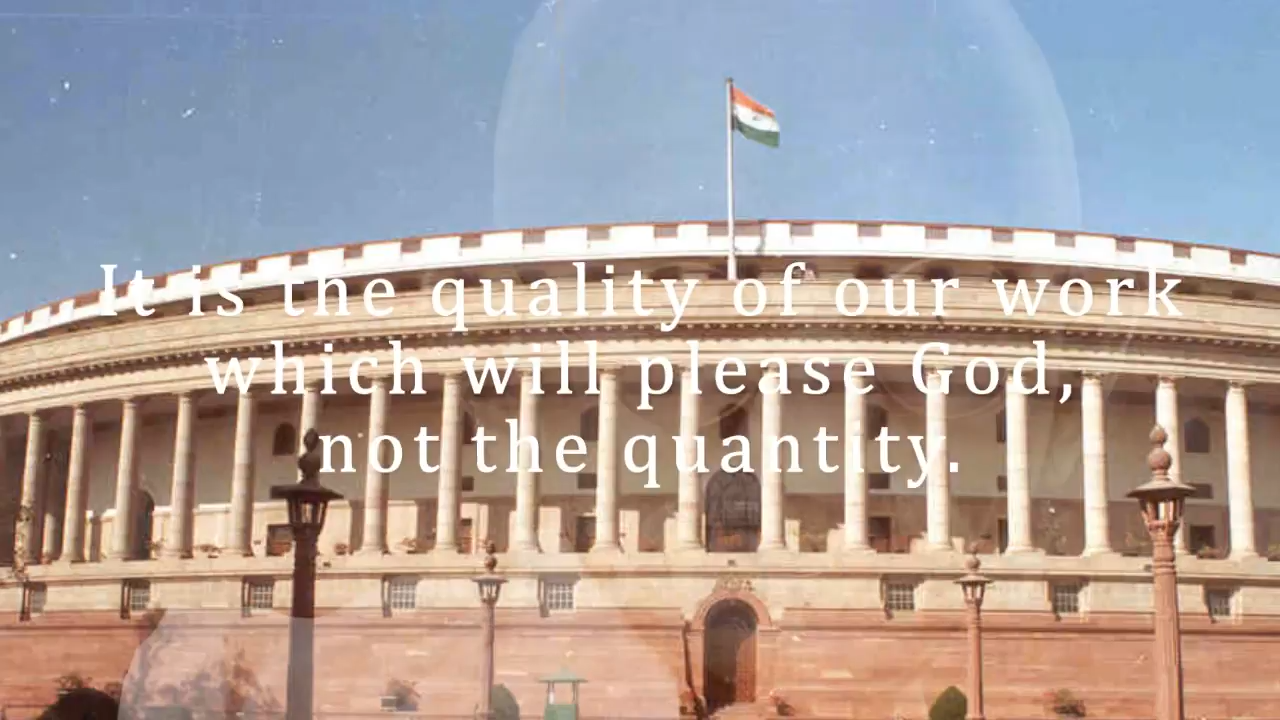 It is the quality of our work
which will please God,
not the quantity.